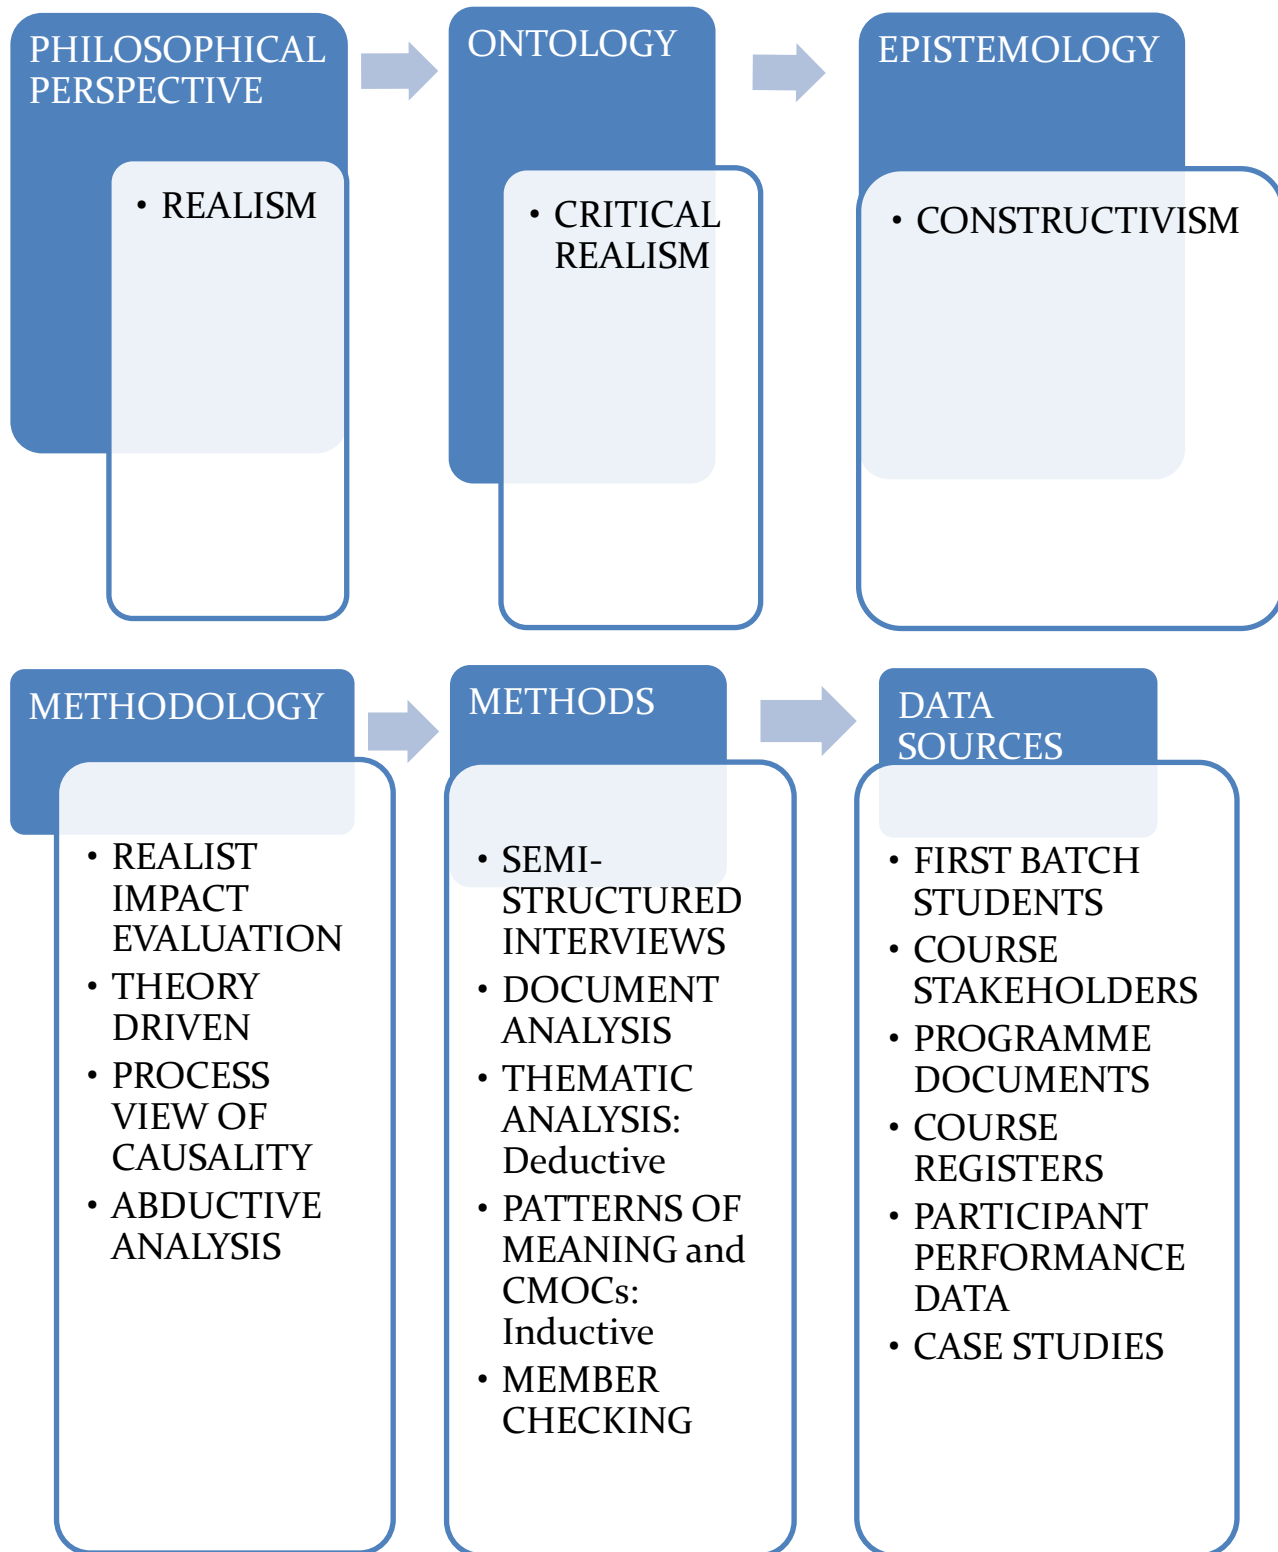 PHILOSOPHICAL
PERSPECTIVE
• REALISM
ONTOLOGY
• CRITICAL
REALISM
EPISTEMOLOGY
• CONSTRUCTIVISM
METHODOLOGY
• REALIST
IMPACT
EVALUATION
• THEORY
DRIVEN
• PROCESS
VIEW OF
CAUSALITY
• ABDUCTIVE
ANALYSIS
METHODS
• SEMI-
STRUCTURED
INTERVIEWS
• DOCUMENT
ANALYSIS
• THEMATIC
ANALYSIS:
Deductive
• PATTERNS OF
MEANING and
CMOCs:
Inductive
• MEMBER
CHECKING
DATA
SOURCES
• FIRST BATCH
STUDENTS
• COURSE
STAKEHOLDERS
• PROGRAMME
DOCUMENTS
• COURSE
REGISTERS
• PARTICIPANT
PERFORMANCE
DATA
• CASE STUDIES